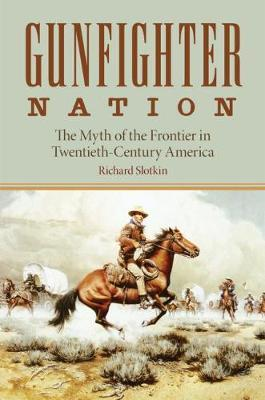 GUNFIGHTER
NATION
The Myth of the Frontier in
Twentieth-Century America
Richard Slotkin